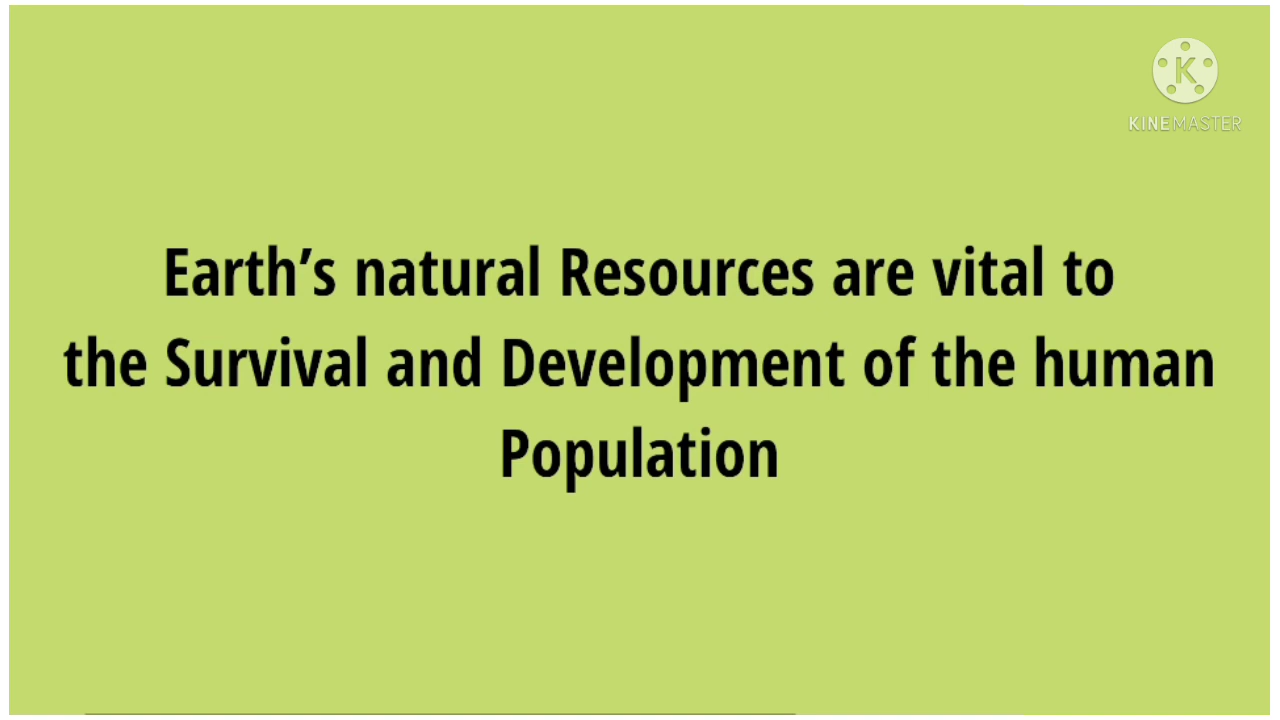 K
KINEMASTER
Earth’s natural Resources are vital to
the Survival and Development of the human
Population